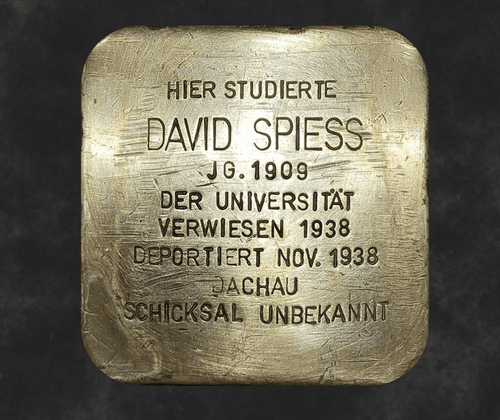 HIER STUDIERTE
DAVID SPIESS
JG. 1909
DER UNIVERSITÄT
VERWIESEN 1938
DEPORTIERT NOV. 1938
DACHAU
SCHICKSAL UNBEKANNT